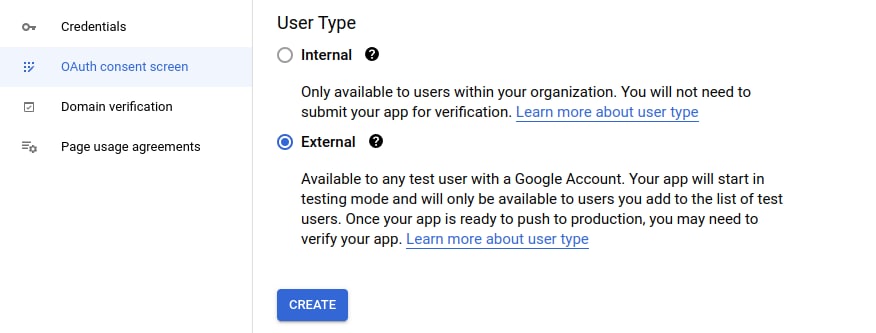 Credentials
OAuth consent screen
Domain verification
Page usage agreements
User Type
Internal ?
Only available to users within your organization. You will not need to
submit your app for verification. Learn more about user type
External ?
Available to any test user with a Google Account. Your app will start in
testing mode and will only be available to users you add to the list of test
users. Once your app is ready to push to production, you may need to
verify your app. Learn more about user type
CREATE